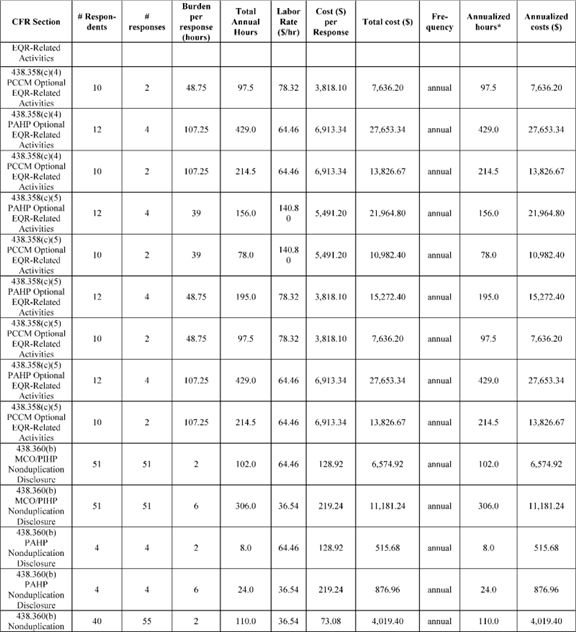 CFR Section # Respon-dents # responses Burden per response (hours) Total Annual Hours Labor Rate ($/hr) Cost ($) per Response Total cost ($) Fre-quency Annualized hours* Annualized costs ($)
EQR-Related Activities
438.358(c)(4) PCCM Optional EQR-Related Activities 10 2 48.75 97.5 78.32 3,818.10 7,636.20 annual 97.5 7,636.20
438.358(c)(4) PAHP Optional EQR-Related Activities 12 4 107.25 429.0 64.46 6,913.34 27,653.34 annual 429.0 27,653.34
438.358(c)(4) PCCM Optional EQR-Related Activities 10 2 107.25 214.5 64.46 6,913.34 13,826.67 annual 214.5 13,826.67
438.358(c)(5) PAHP Optional EQR-Related Activities 12 4 39 156.0 140.80 5,491.20 21,964.80 annual 156.0 21,964.80
438.358(c)(5) PCCM Optional EQR-Related Activities 10 2 39 78.0 140.80 5,491.20 10,982.40 annual 78.0 10,982.40
438.358(c)(5) PAHP Optional EQR-Related Activities 12 4 48.75 195.0 78.32 3,818.10 15,272.40 annual 195.0 15,272.40
438.358(c)(5) PCCM Optional EQR-Related Activities 10 2 48.75 97.5 78.32 3,818.10 7,636.20 annual 97.5 7,636.20
438.358(c)(5) PAHP Optional EQR-Related Activities 12 4 107.25 429.0 64.46 6,913.34 27,653.34 annual 429.0 27,653.34
438.358(c)(5) PCCM Optional EQR-Related Activities 10 2 107.25 214.5 64.46 6,913.34 13,826.67 annual 214.5 13,826.67
438.360(b) MCO/PIHP Nonduplication Disclosure 51 51 2 102.0 64.46 128.92 6,574.92 annual 102.0 6,574.92
438.360(b) MCO/PIHP Nonduplication Disclosure 51 51 6 306.0 36.54 219.24 11,181.24 annual 306.0 11,181.24
438.360(b) PAHP Nonduplication Disclosure 4 4 2 8.0 64.46 128.92 515.68 annual 8.0 515.68
438.360(b) PAHP Nonduplication Disclosure 4 4 6 24.0 36.54 219.24 876.96 annual 24.0 876.96
438.360(b) Nonduplication 40 55 2 110.0 36.54 73.08 4,019.40 annual 110.0 4,019.40